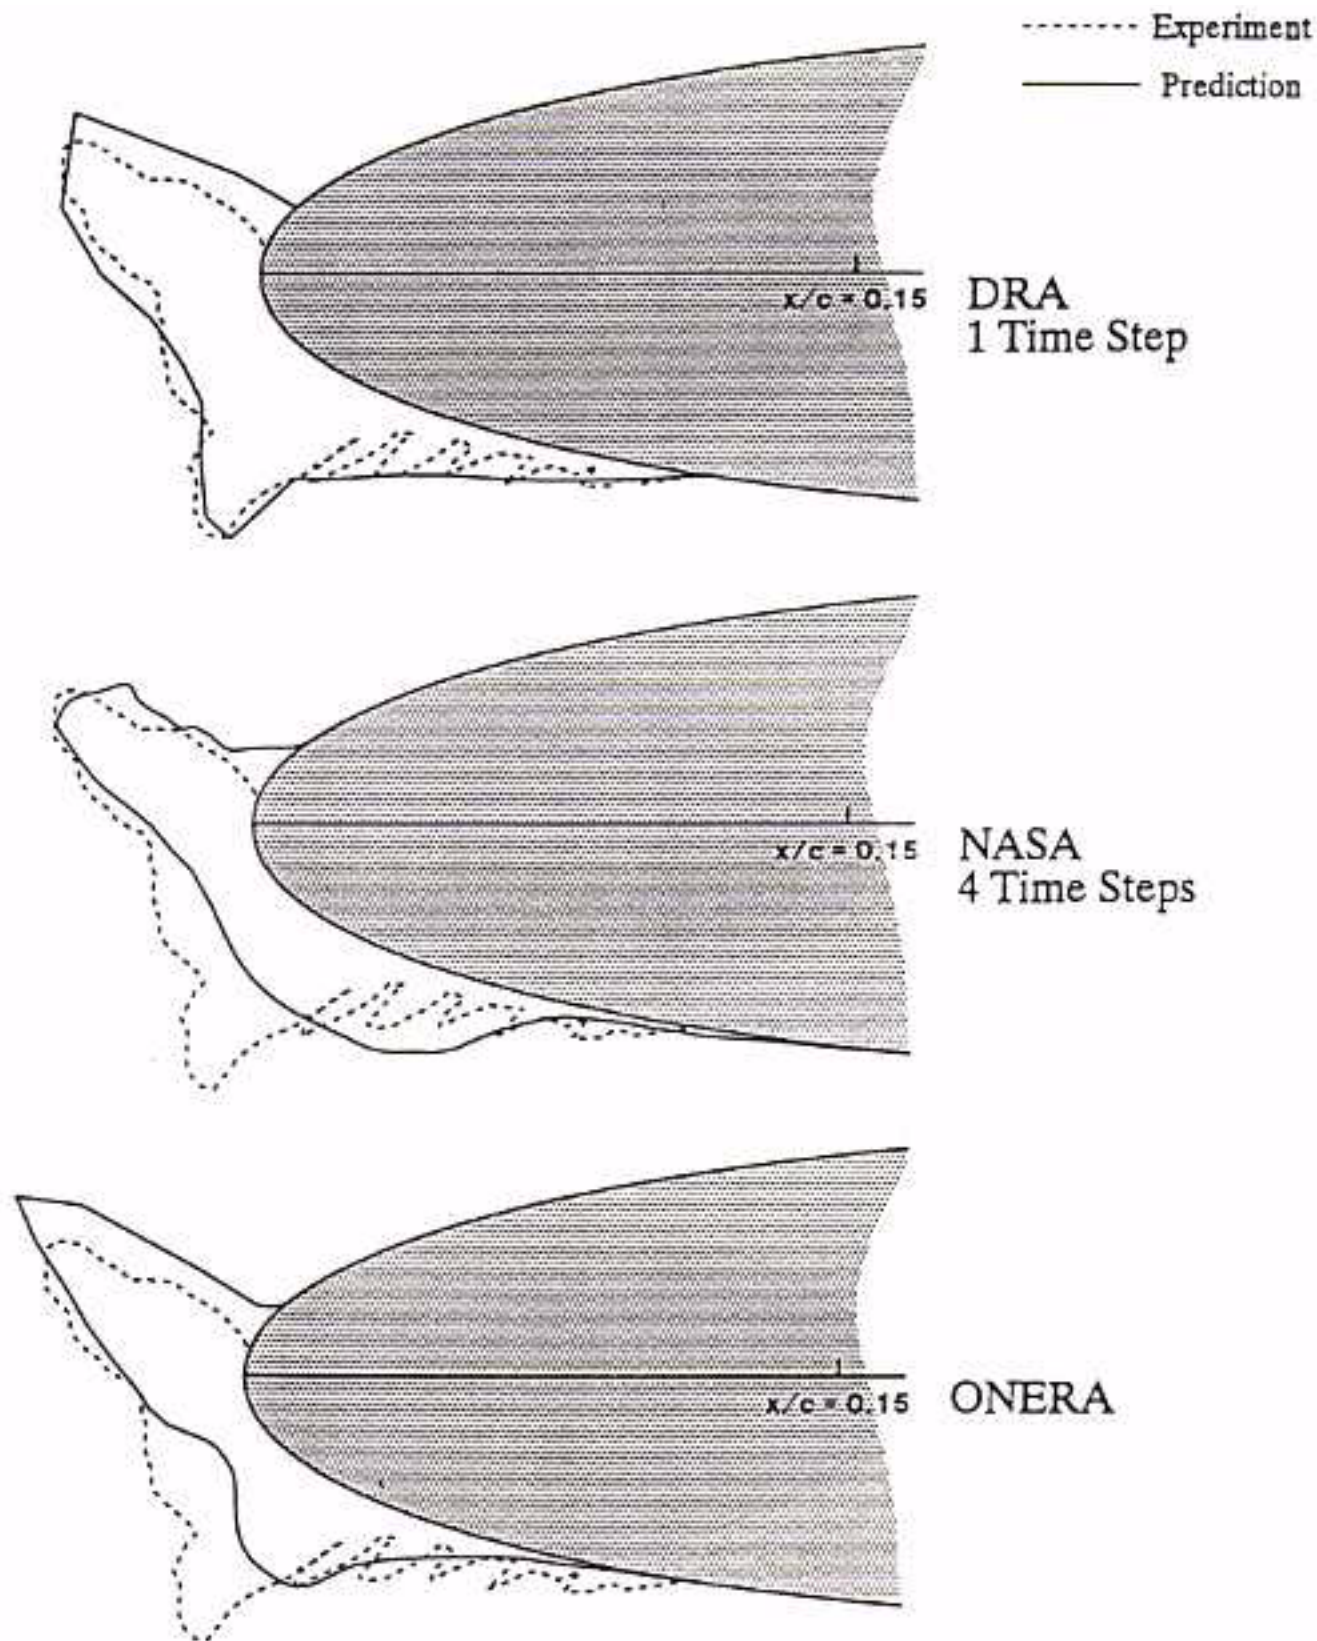 Experiment
Prediction
x/c = 0.15
DRA
1 Time Step
x/c = 0.15
NASA
4 Time Steps
x/c = 0.15
ONERA